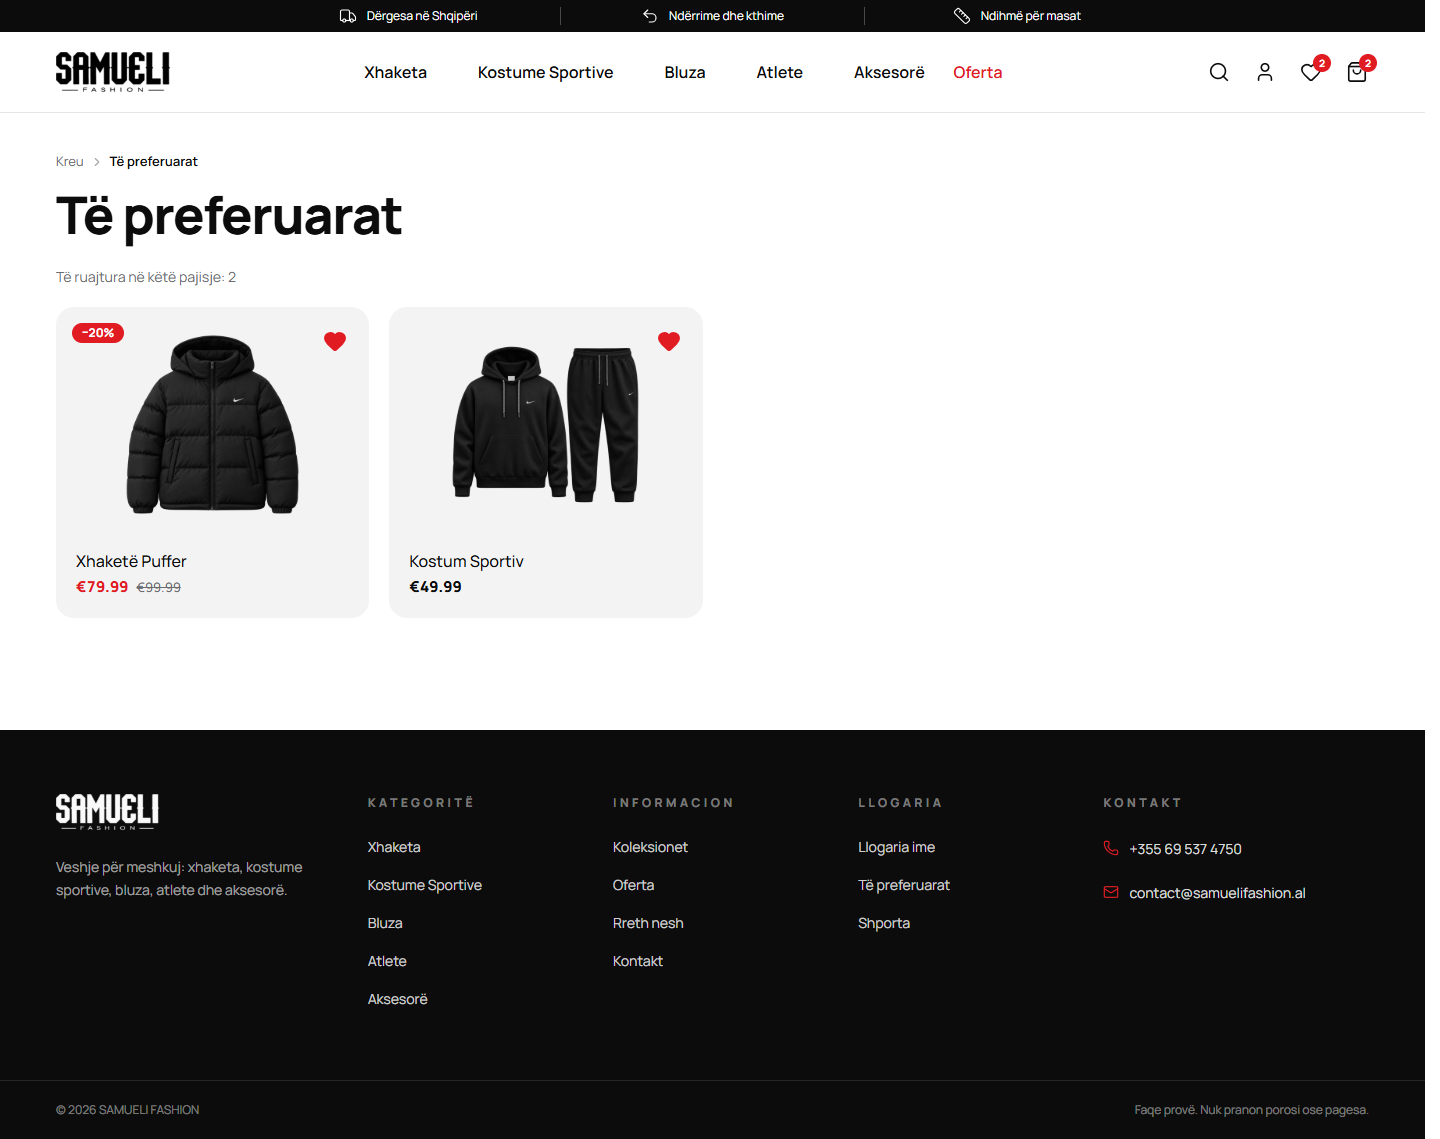 Dërgesa në Shqipëri
Ndërrime dhe kthime
Ndihmë për masat
SAMUELI
FASHION
Xhaketa
Kostume Sportive
Bluza
Atlete
Aksesorë
Oferta
2
2
Kreu
Të preferuarat
Të preferuarat
Të ruajtura në këtë pajisje: 2
−20%
Xhaketë Puffer
€79.99 €99.99
Kostum Sportiv
€49.99
SAMUELI
FASHION
Veshje për meshkuj: xhaketa, kostume
sportive, bluza, atlete dhe aksesorë.
KATEGORITË
Xhaketa
Kostume Sportive
Bluza
Atlete
Aksesorë
INFORMACION
Koleksionet
Oferta
Rreth nesh
Kontakt
LLOGARIA
Llogaria ime
Të preferuarat
Shporta
KONTAKT
+355 69 537 4750
contact@samuelifashion.al
© 2026 SAMUELI FASHION
Faqe provë. Nuk pranon porosi ose pagesa.